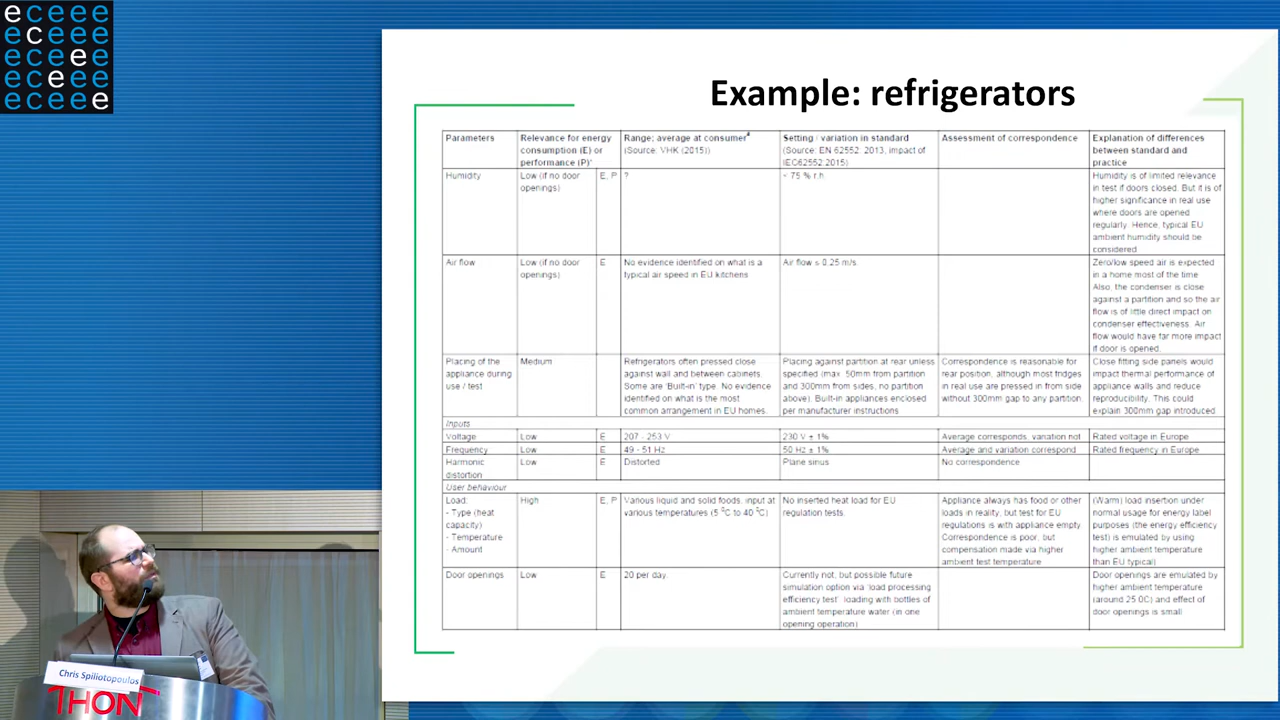 eceee
eceee
eceee
eceee
eceee
Example: refrigerators
Parameters
Relevance for energy
consumption (E) or
performance (P)*
Range; average at consumer#
(Source: VHK (2015))
Setting / variation in standard
(Source: EN 62552: 2013, impact of
IEC62552:2015)
Assessment of correspondence
Explanation of differences
between standard and
practice
Humidity
Low (if no door
openings)
E, P
?
< 75 % r.h.
Humidity is of limited relevance
in test if doors closed. But it is of
higher significance in real use
where doors are opened
regularly. Hence, typical EU
ambient humidity should be
considered
Air flow
Low (if no door
openings)
E
No evidence identified on what is a
typical air speed in EU kitchens
Air flow ≤ 0.25 m/s.
Zero/low speed air is expected
in a home most of the time
Also, the condenser is close
against a partition and so the air
flow is of little direct impact on
condenser effectiveness. Air
flow would have far more impact
if door is opened.
Placing of the
appliance during
use / test
Medium
Refrigerators often pressed close
against wall and between cabinets.
Some are 'Built-in' type. No evidence
identified on what is the most
common arrangement in EU homes.
Placing against partition at rear unless
specified (max. 50mm from partition
and 300mm from sides, no partition
above). Built-in appliances enclosed
per manufacturer instructions
Correspondence is reasonable for
rear position, although most fridges
in real use are pressed in from side
without 300mm gap to any partition.
Close fitting side panels would
impact thermal performance of
appliance walls and reduce
reproducibility. This could
explain 300mm gap introduced
Inputs
Voltage
Low
E
207 - 253 V
230 V ± 1%
Average corresponds, variation not
Rated voltage in Europe
Frequency
Low
E
49 - 51 Hz
50 Hz ± 1%
Average and variation correspond
Rated frequency in Europe
Harmonic
distortion
Low
E
Distorted
Plane sinus
No correspondence
User behaviour
Load:
- Type (heat
capacity)
- Temperature
- Amount
High
E, P
Various liquid and solid foods, input at
various temperatures (5 °C to 40 °C)
No inserted heat load for EU
regulation tests.
Appliance always has food or other
loads in reality, but test for EU
regulations is with appliance empty.
Correspondence is poor, but
compensation made via higher
ambient test temperature
(Warm) load insertion under
normal usage for energy label
purposes (the energy efficiency
test) is emulated by using
higher ambient temperature
than EU typical)
Door openings
Low
E
20 per day.
Currently not, but possible future
simulation option via 'load processing
efficiency test' loading with bottles of
ambient temperature water (in one
opening operation)
Door openings are emulated by
higher ambient temperature
(around 25 0C) and effect of
door openings is small
Chris Spiliotopoulos
THON